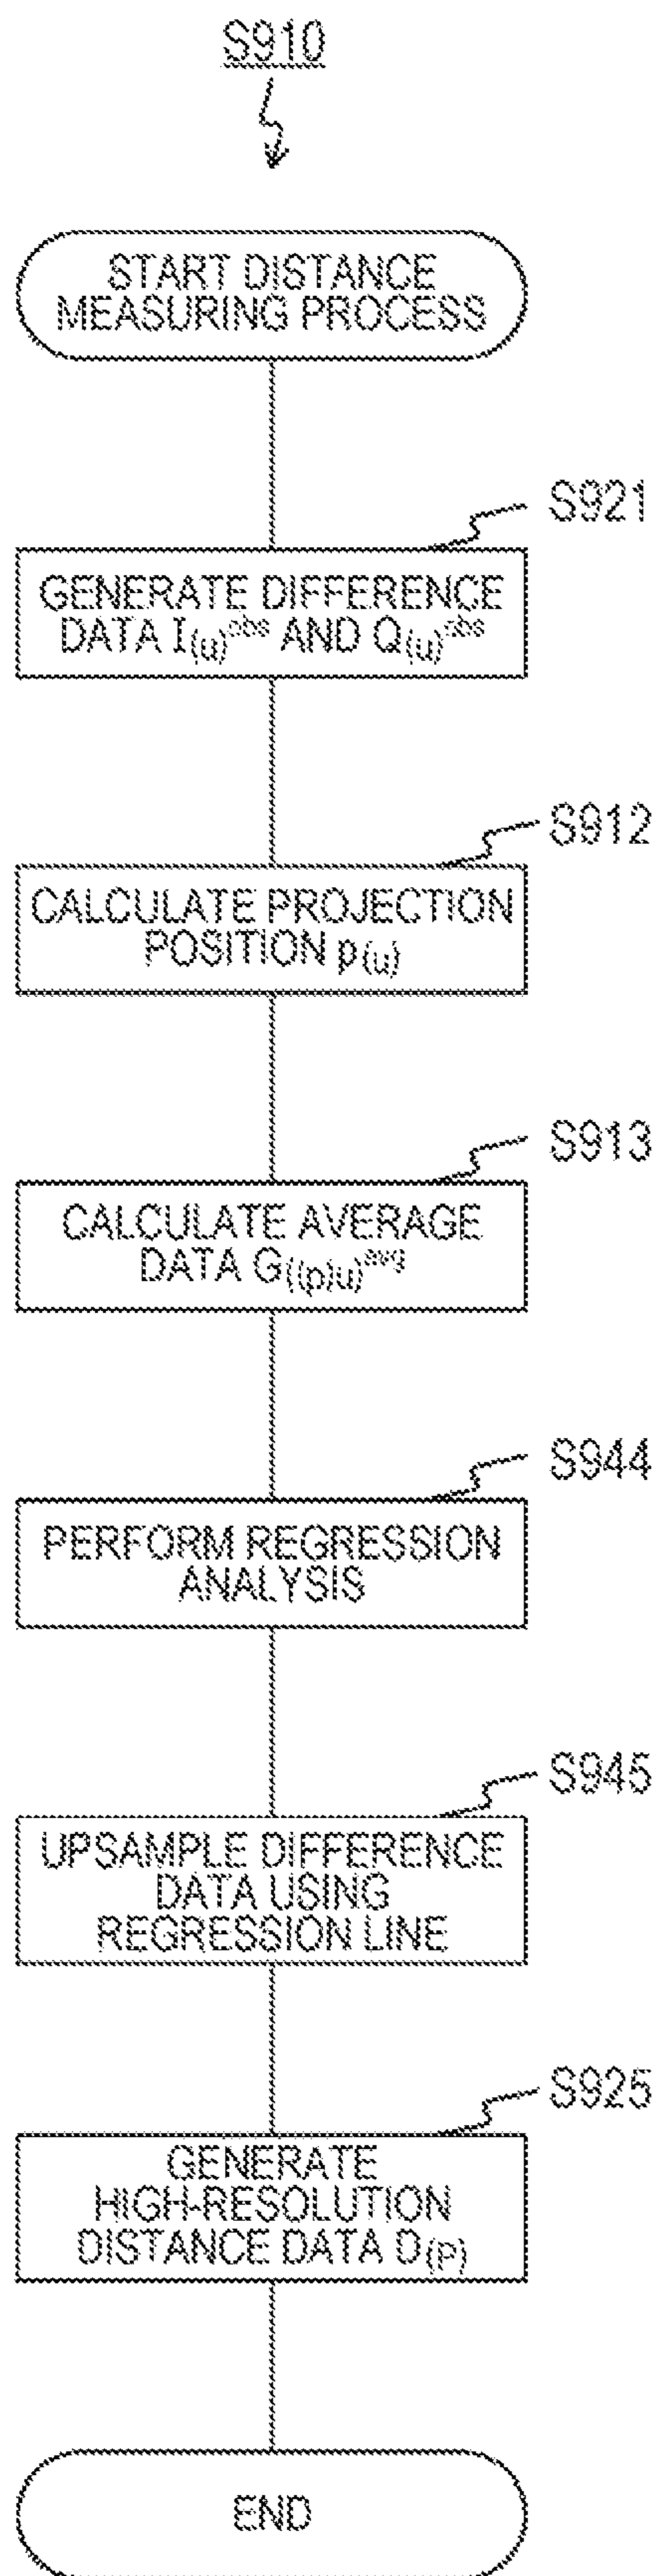 S910
START DISTANCE
MEASURING PROCESS
S921
GENERATE DIFFERENCE
DATA I(u)^obs AND Q(u)^obs
S912
CALCULATE PROJECTION
POSITION p(u)
S913
CALCULATE AVERAGE
DATA G((p)u)^avg
S944
PERFORM REGRESSION
ANALYSIS
S945
UPSAMPLE DIFFERENCE
DATA USING
REGRESSION LINE
S925
GENERATE
HIGH-RESOLUTION
DISTANCE DATA D(P)
END